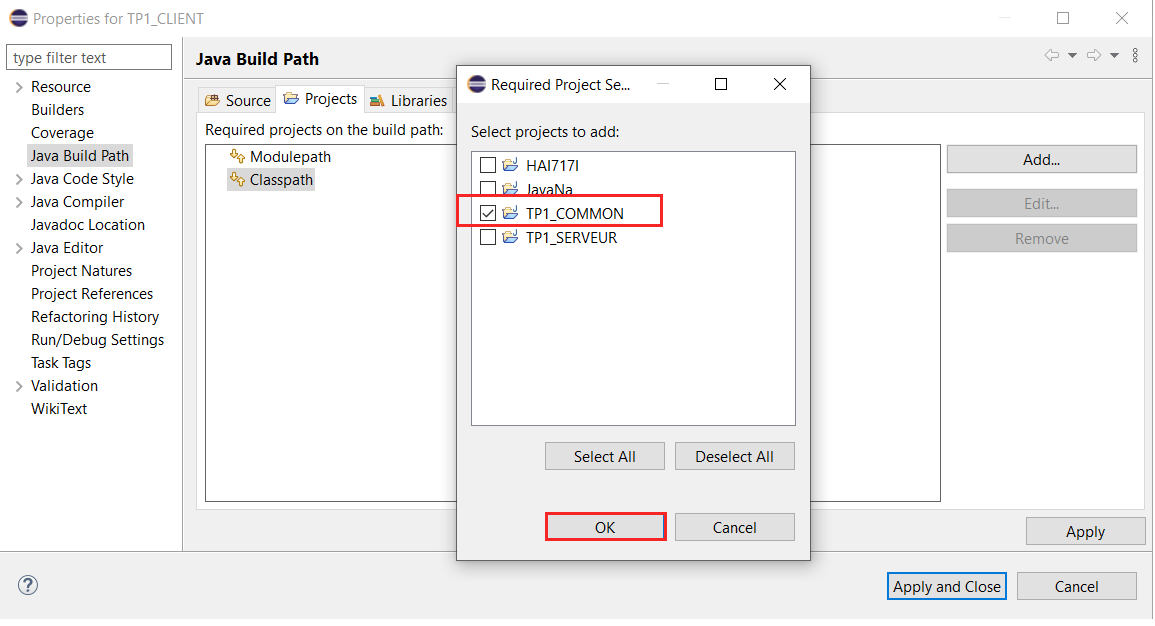 Properties for TP1_CLIENT
type filter text
Resource
Builders
Coverage
Java Build Path
Java Code Style
Java Compiler
Javadoc Location
Java Editor
Project Natures
Project References
Refactoring History
Run/Debug Settings
Task Tags
Validation
WikiText
Java Build Path
Source Projects Libraries
Required projects on the build path:
Modulepath
Classpath
Required Project Se...
Select projects to add:
HAI717I
JavaNa
TP1_COMMON
TP1_SERVEUR
Select All Deselect All
OK Cancel
Add...
Edit...
Remove
Apply
?
Apply and Close Cancel